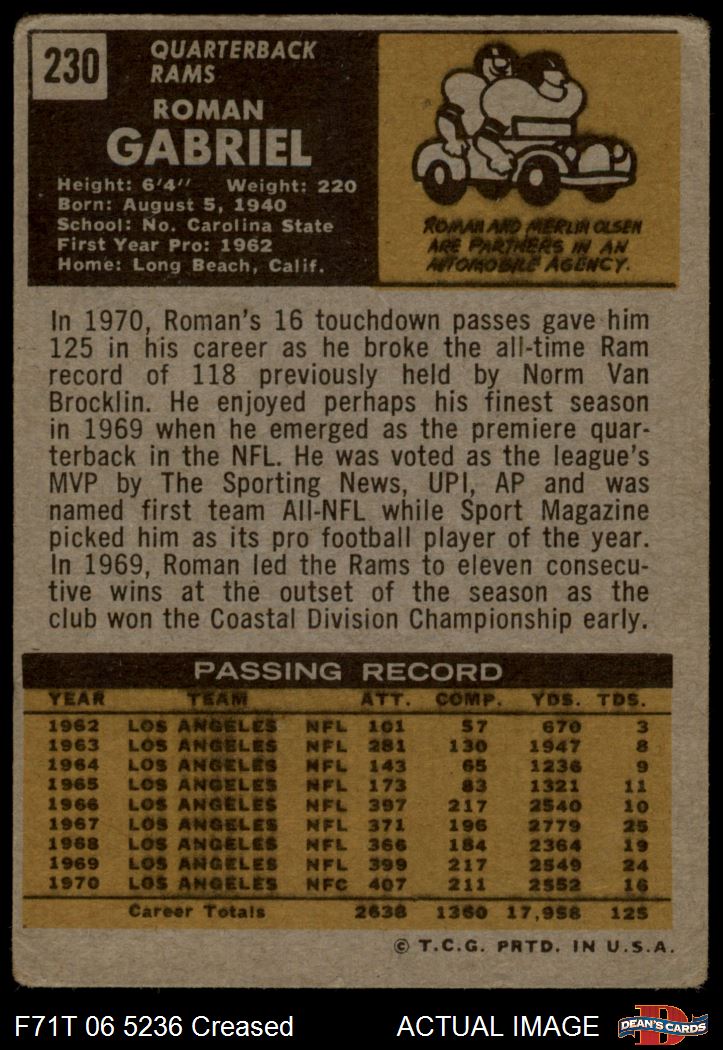 230
QUARTERBACK
RAMS
ROMAN
GABRIEL
Height: 6'4" Weight: 220
Born: August 5, 1940
School: No. Carolina State
First Year Pro: 1962
Home: Long Beach, Calif.
ROMAN AND MERLIN OLSEN
ARE PARTNERS IN AN
AUTOMOBILE AGENCY.
In 1970, Roman's 16 touchdown passes gave him
125 in his career as he broke the all-time Ram
record of 118 previously held by Norm Van
Brocklin. He enjoyed perhaps his finest season
in 1969 when he emerged as the premiere quar-
terback in the NFL. He was voted as the league's
MVP by The Sporting News, UPI, AP and was
named first team All-NFL while Sport Magazine
picked him as its pro football player of the year.
In 1969, Roman led the Rams to eleven consecu-
tive wins at the outset of the season as the
club won the Coastal Division Championship early.
PASSING RECORD
YEAR TEAM ATT. COMP. YDS. TDS.
1962 LOS ANGELES NFL 101 57 670 3
1963 LOS ANGELES NFL 281 130 1947 8
1964 LOS ANGELES NFL 143 65 1236 9
1965 LOS ANGELES NFL 173 83 1321 11
1966 LOS ANGELES NFL 397 217 2540 10
1967 LOS ANGELES NFL 371 196 2779 25
1968 LOS ANGELES NFL 366 184 2364 19
1969 LOS ANGELES NFL 399 217 2549 24
1970 LOS ANGELES NFC 407 211 2552 16
Career Totals 2638 1360 17,958 125
© T.C.G. PRTD. IN U.S.A.
F71T 06 5236 Creased ACTUAL IMAGE
D
DEAN'S CARDS